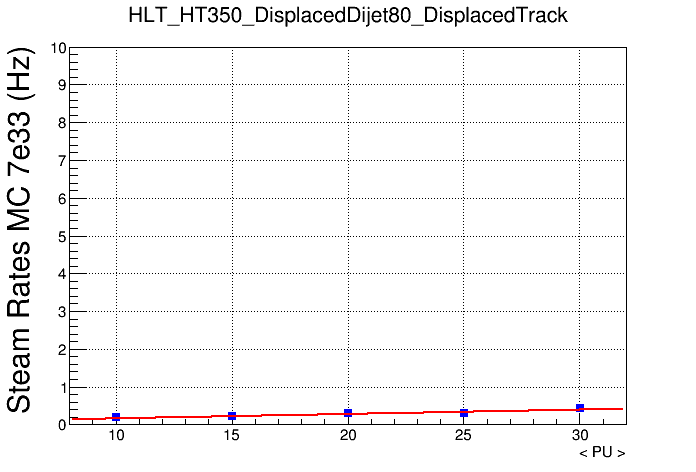 HLT_HT350_DisplacedDijet80_DisplacedTrack
Steam Rates MC 7e33 (Hz)
10
9
8
7
6
5
4
3
2
1
0
10 15 20 25 30
< PU >